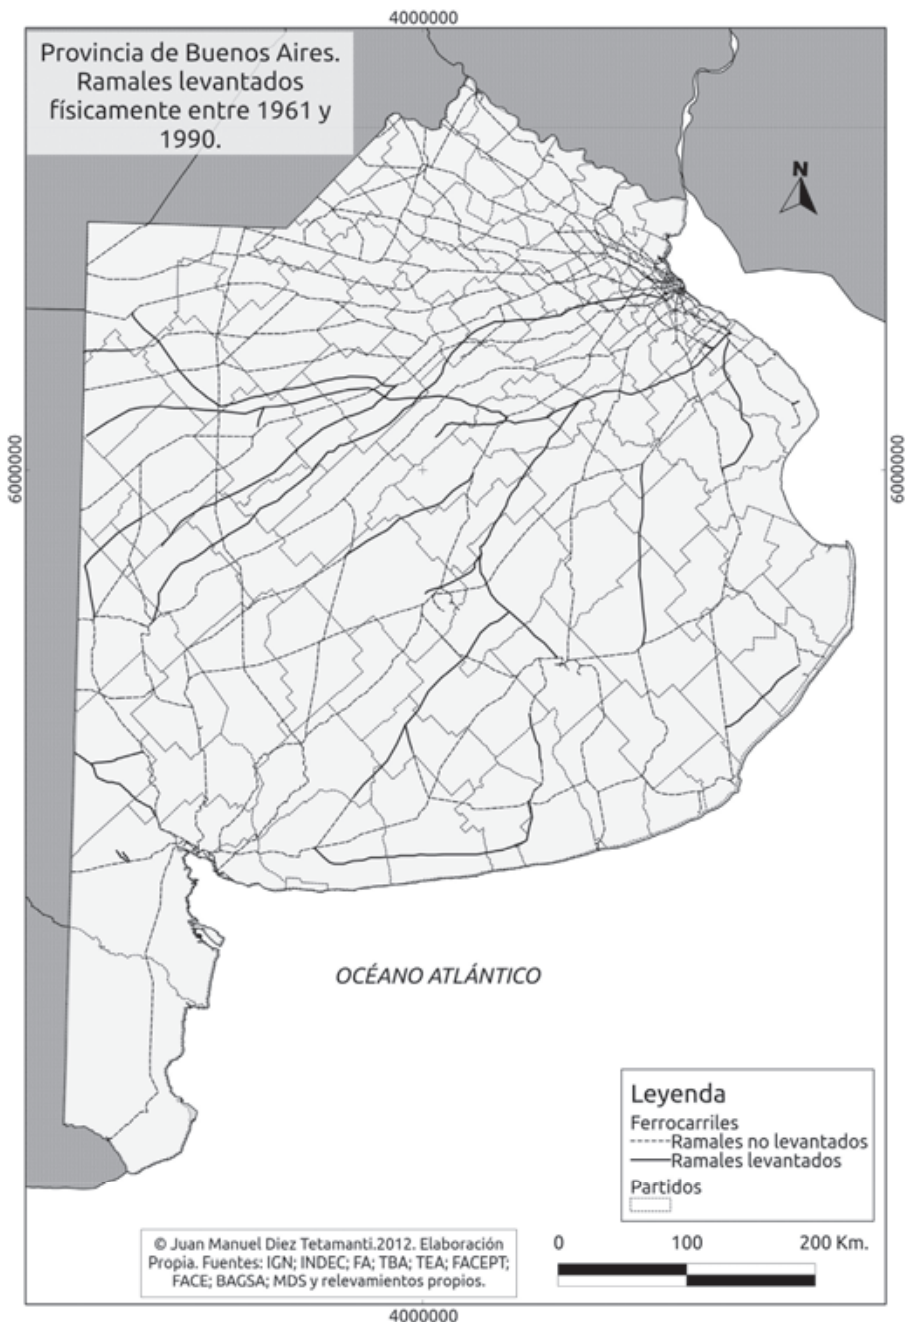 4000000
Provincia de Buenos Aires.
Ramales levantados
físicamente entre 1961 y
1990.
N
6000000
6000000
OCÉANO ATLÁNTICO
Leyenda
Ferrocarriles
Ramales no levantados
Ramales levantados
Partidos
© Juan Manuel Diez Tetamanti.2012. Elaboración
Propia. Fuentes: IGN; INDEC; FA; TBA; TEA; FACEPT;
FACE; BAGSA; MDS y relevamientos propios.
0 100 200 Km.
4000000